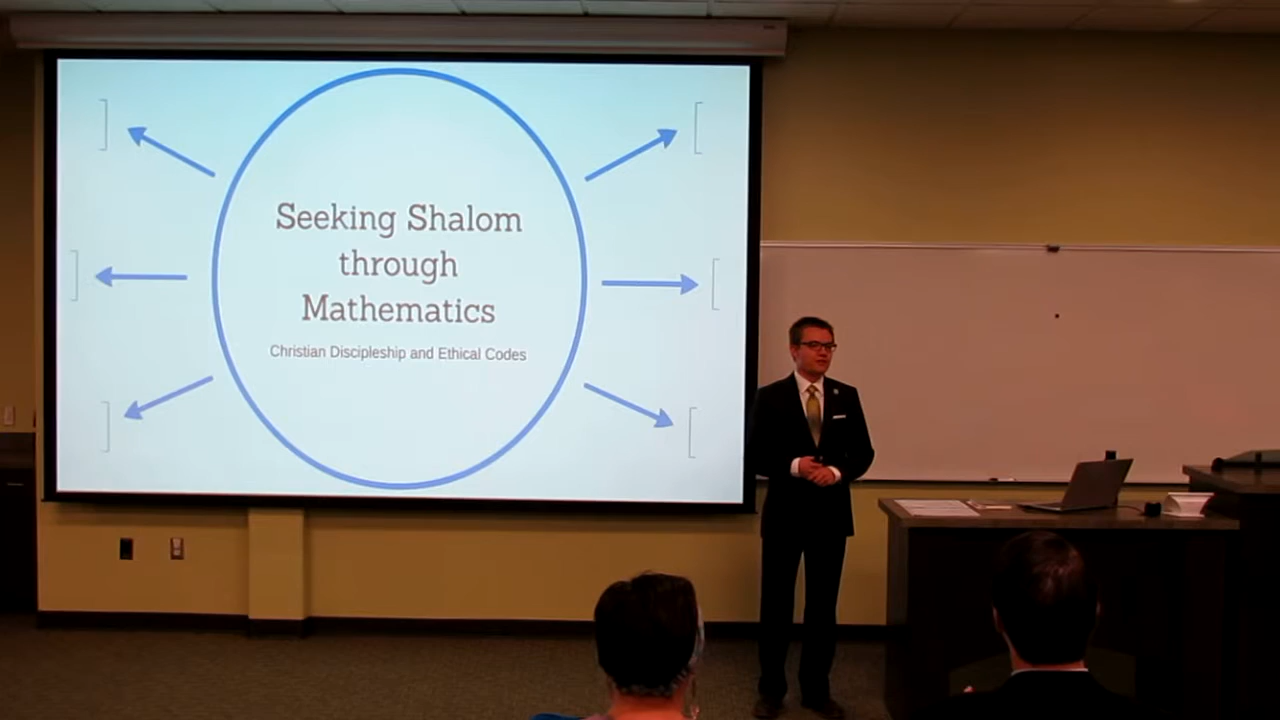 Seeking Shalom
through
Mathematics
Christian Discipleship and Ethical Codes